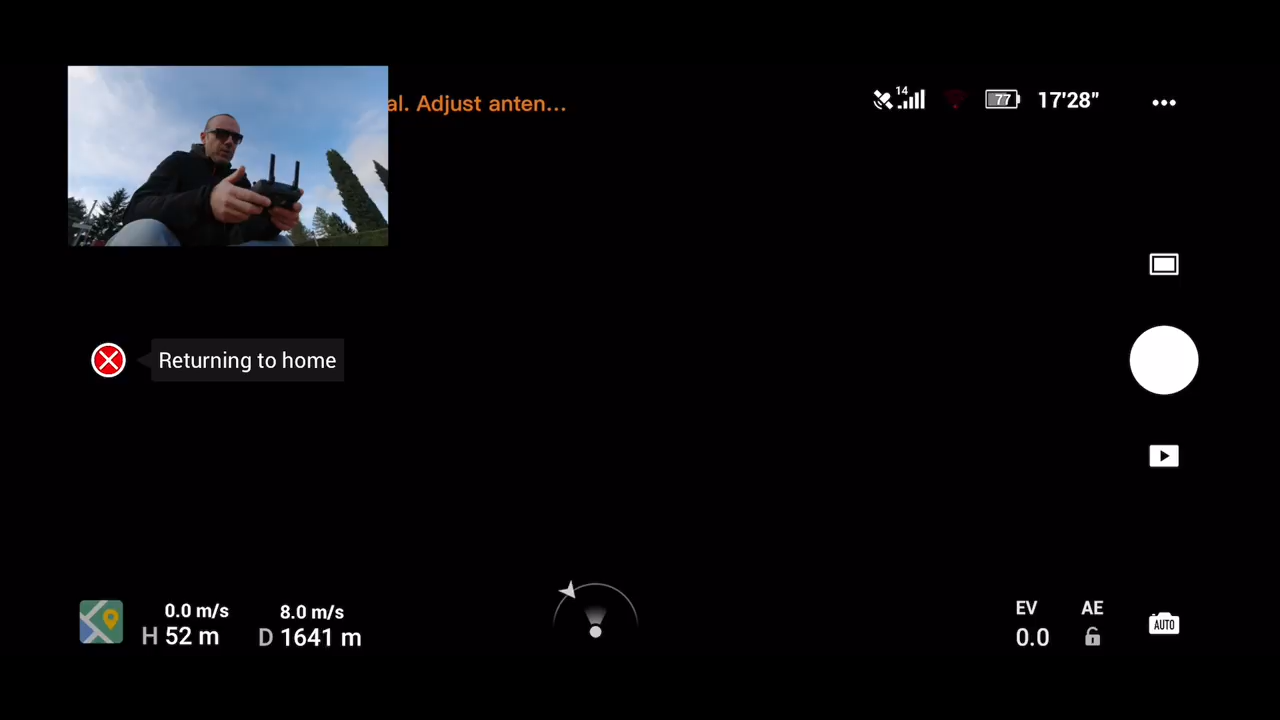 al. Adjust anten...
14
77
17'28"
Returning to home
0.0 m/s
8.0 m/s
H 52 m
D 1641 m
EV
AE
0.0
AUTO